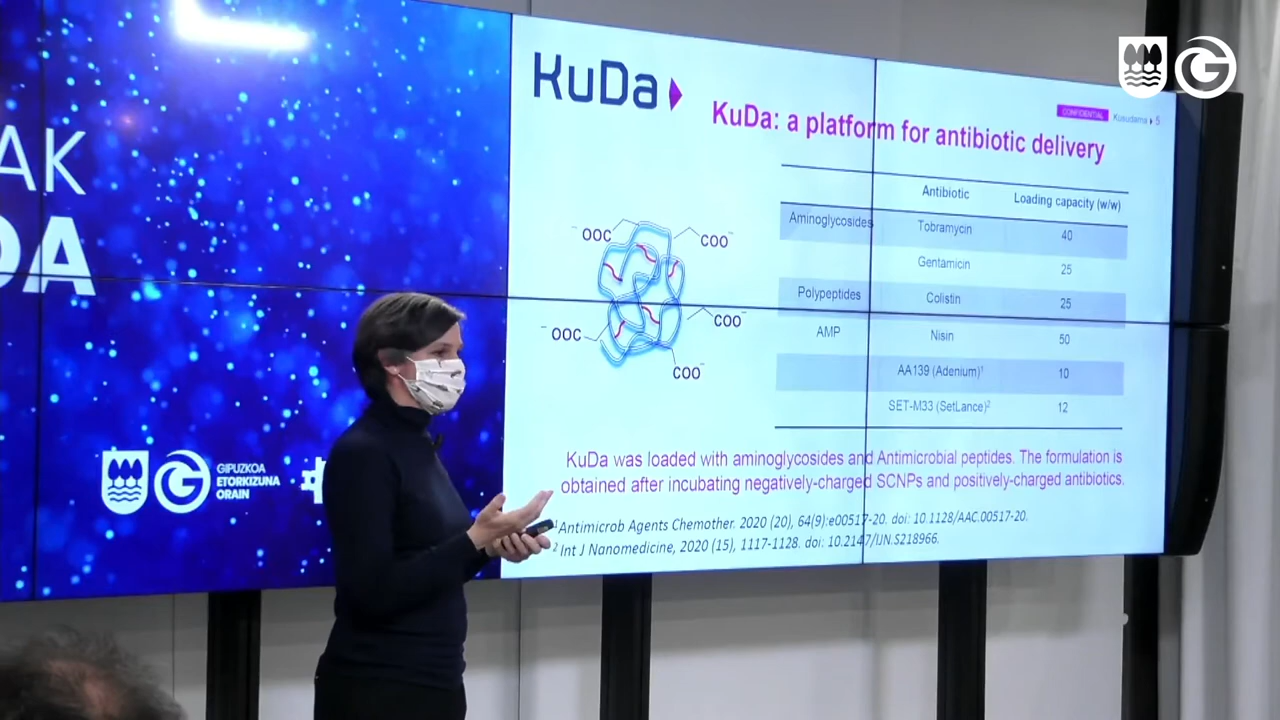 AK
DA
GIPUZKOA
ETORKIZUNA
ORAIN
KuDa
CONFIDENTIAL Kusudama 5
KuDa: a platform for antibiotic delivery
Antibiotic Loading capacity (w/w)
Aminoglycosides Tobramycin 40
Gentamicin 25
Polypeptides Colistin 25
AMP Nisin 50
AA139 (Adenium)¹ 10
SET-M33 (SetLance)² 12
⁻OOC COO⁻
⁻OOC COO⁻
COO⁻
KuDa was loaded with aminoglycosides and Antimicrobial peptides. The formulation is
obtained after incubating negatively-charged SCNPs and positively-charged antibiotics.
¹Antimicrob Agents Chemother. 2020 (20), 64(9):e00517-20. doi: 10.1128/AAC.00517-20.
² Int J Nanomedicine, 2020 (15), 1117-1128. doi: 10.2147/IJN.S218966.
G